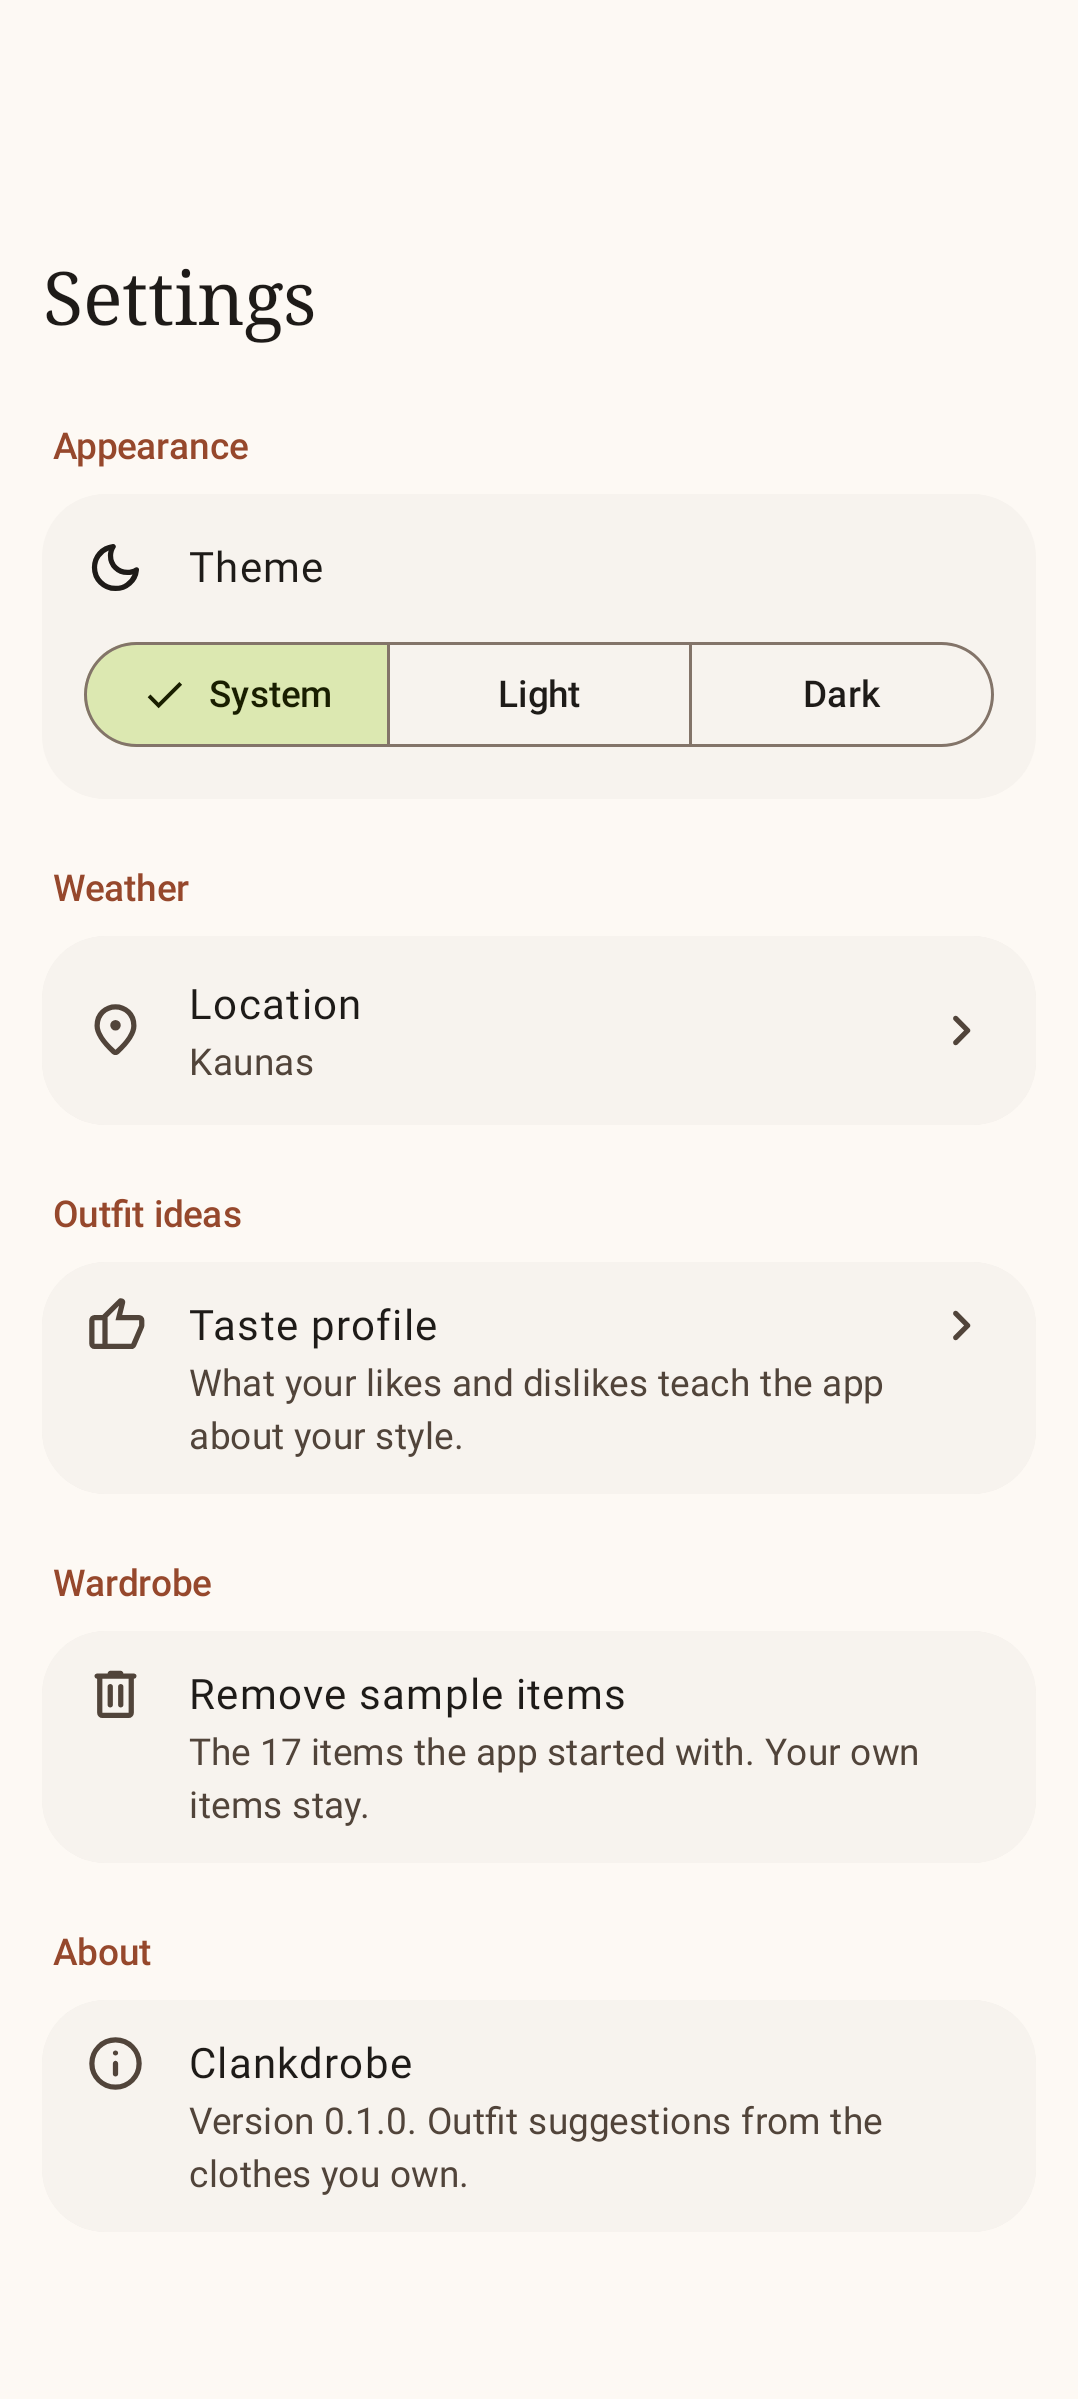 Settings
Appearance
Theme
System
Light
Dark
Weather
Location
Kaunas
Outfit ideas
Taste profile
What your likes and dislikes teach the app
about your style.
Wardrobe
Remove sample items
The 17 items the app started with. Your own
items stay.
About
Clankdrobe
Version 0.1.0. Outfit suggestions from the
clothes you own.